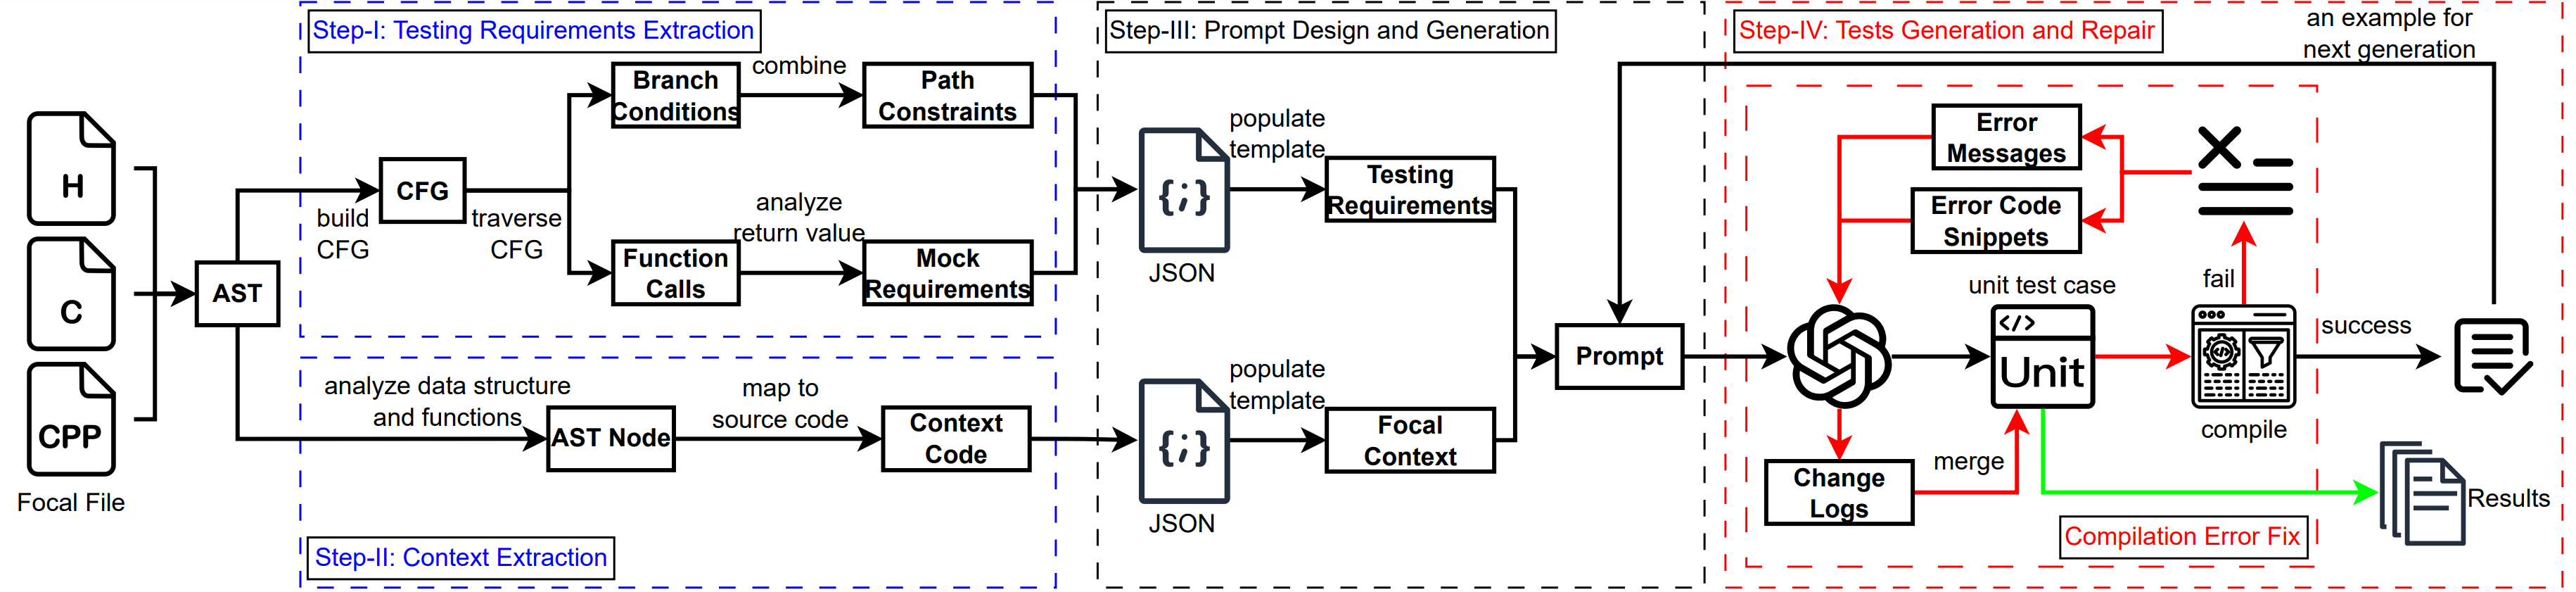 H
C
CPP
Focal File
AST
Step-I: Testing Requirements Extraction
build
CFG
CFG
traverse
CFG
Branch
Conditions
combine
Path
Constraints
Function
Calls
analyze
return value
Mock
Requirements
analyze data structure
and functions
AST Node
map to
source code
Context
Code
Step-II: Context Extraction
Step-III: Prompt Design and Generation
{;}
JSON
populate
template
Testing
Requirements
{;}
JSON
populate
template
Focal
Context
Prompt
Step-IV: Tests Generation and Repair
an example for
next generation
Error
Messages
Error Code
Snippets
fail
unit test case
</>
Unit
</>
compile
success
Change
Logs
merge
Results
Compilation Error Fix